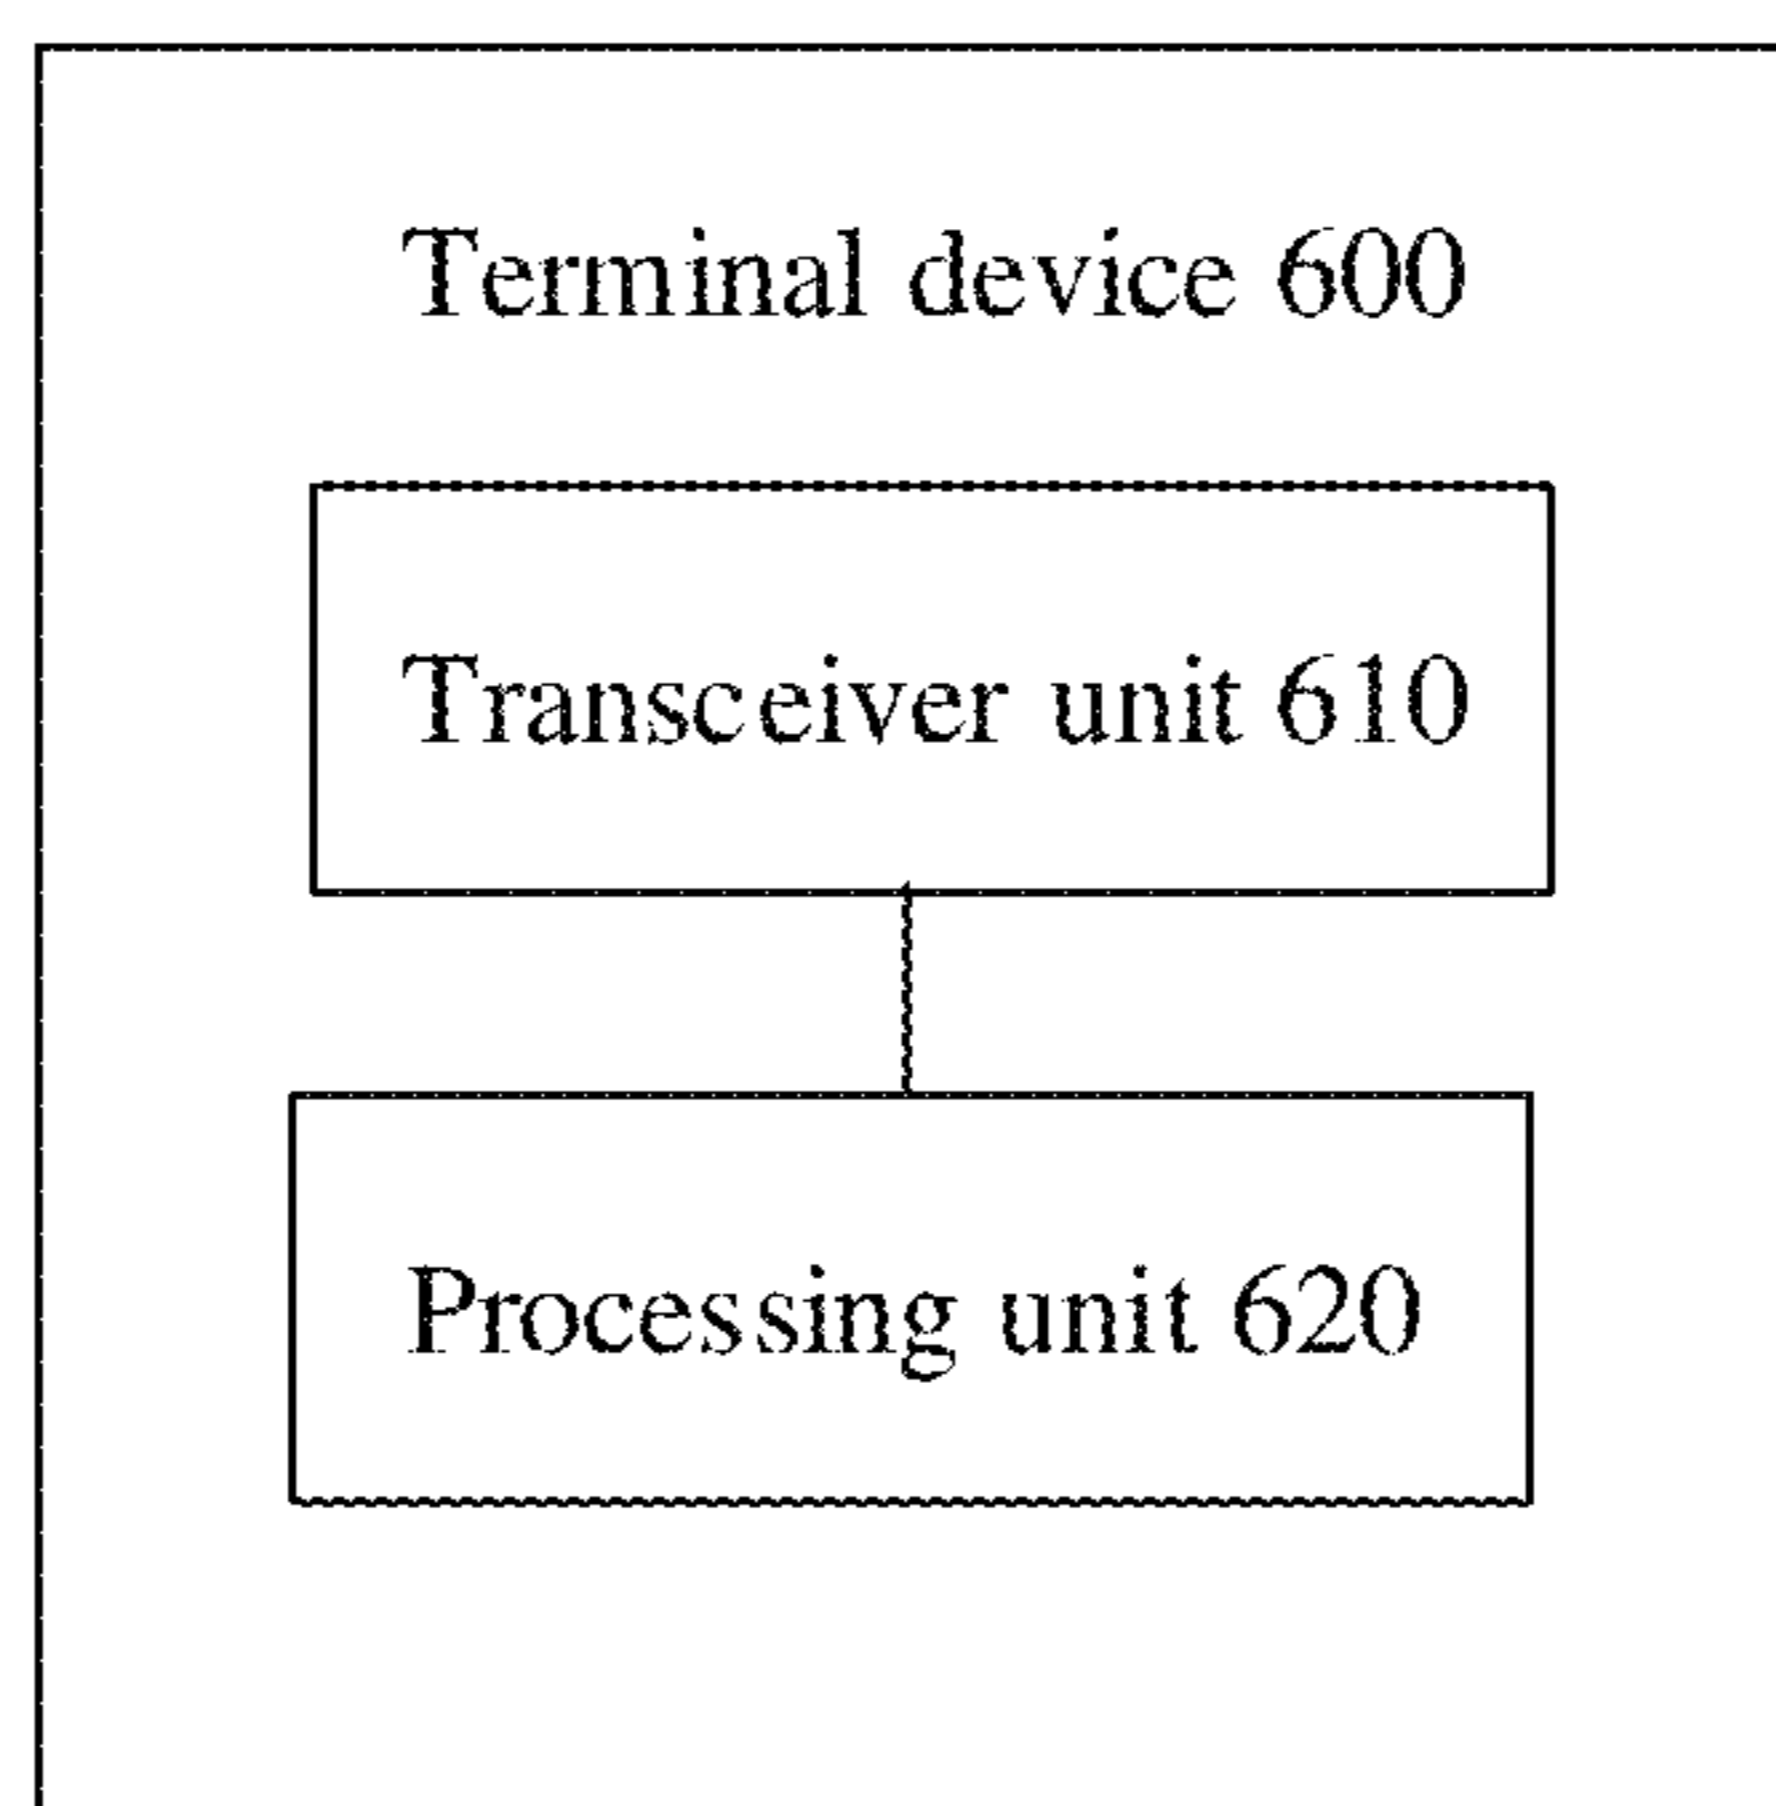 Terminal device 600
Transceiver unit 610
Processing unit 620